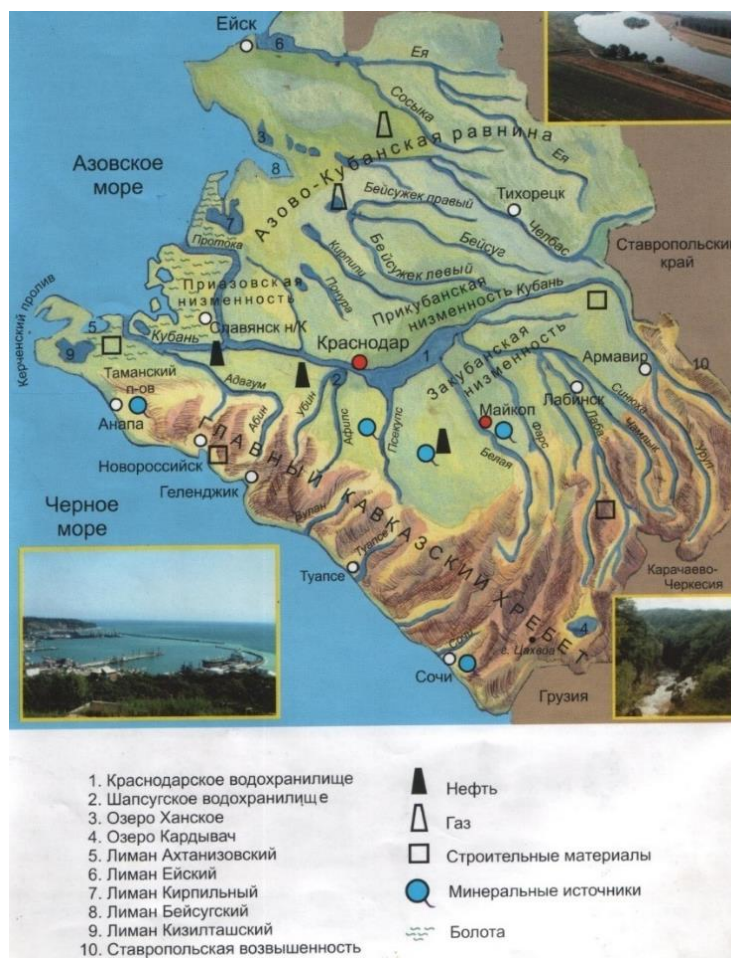 Ейск
6
Ея
Сосыка
Ея
3
8
Азовское
море
Азово-Кубанская равнина
Тихорецк
Бейсужек правый
Челбас
7
Бейсуг
Ставропольский
край
Протока
Кирпили
Бейсужек левый
Понура
Приазовская
низменность
Прикубанская
низменность
Кубань
Керченский пролив
5
Кубань
Славянск н/К
9
Краснодар
1
Закубанская
низменность
Армавир
10
Таманский
п-ов
2
Адагум
Абин
Убин
Афипс
Псекупс
Майкоп
Лабинск
Синюха
Чамлык
Уруп
Лаба
Фарс
Белая
Анапа
Новороссийск
Геленджик
ГЛАВНЫЙ КАВКАЗСКИЙ ХРЕБЕТ
Черное
море
Вулан
Туапсе
Туапсе
Карачаево-
Черкесия
4
Сочи
г. Цахвоа
Сочи
Грузия
1. Краснодарское водохранилище
2. Шапсугское водохранилище
3. Озеро Ханское
4. Озеро Кардывач
5. Лиман Ахтанизовский
6. Лиман Ейский
7. Лиман Кирпильный
8. Лиман Бейсугский
9. Лиман Кизилташский
10. Ставропольская возвышенность
Нефть
Газ
Строительные материалы
Минеральные источники
Болота